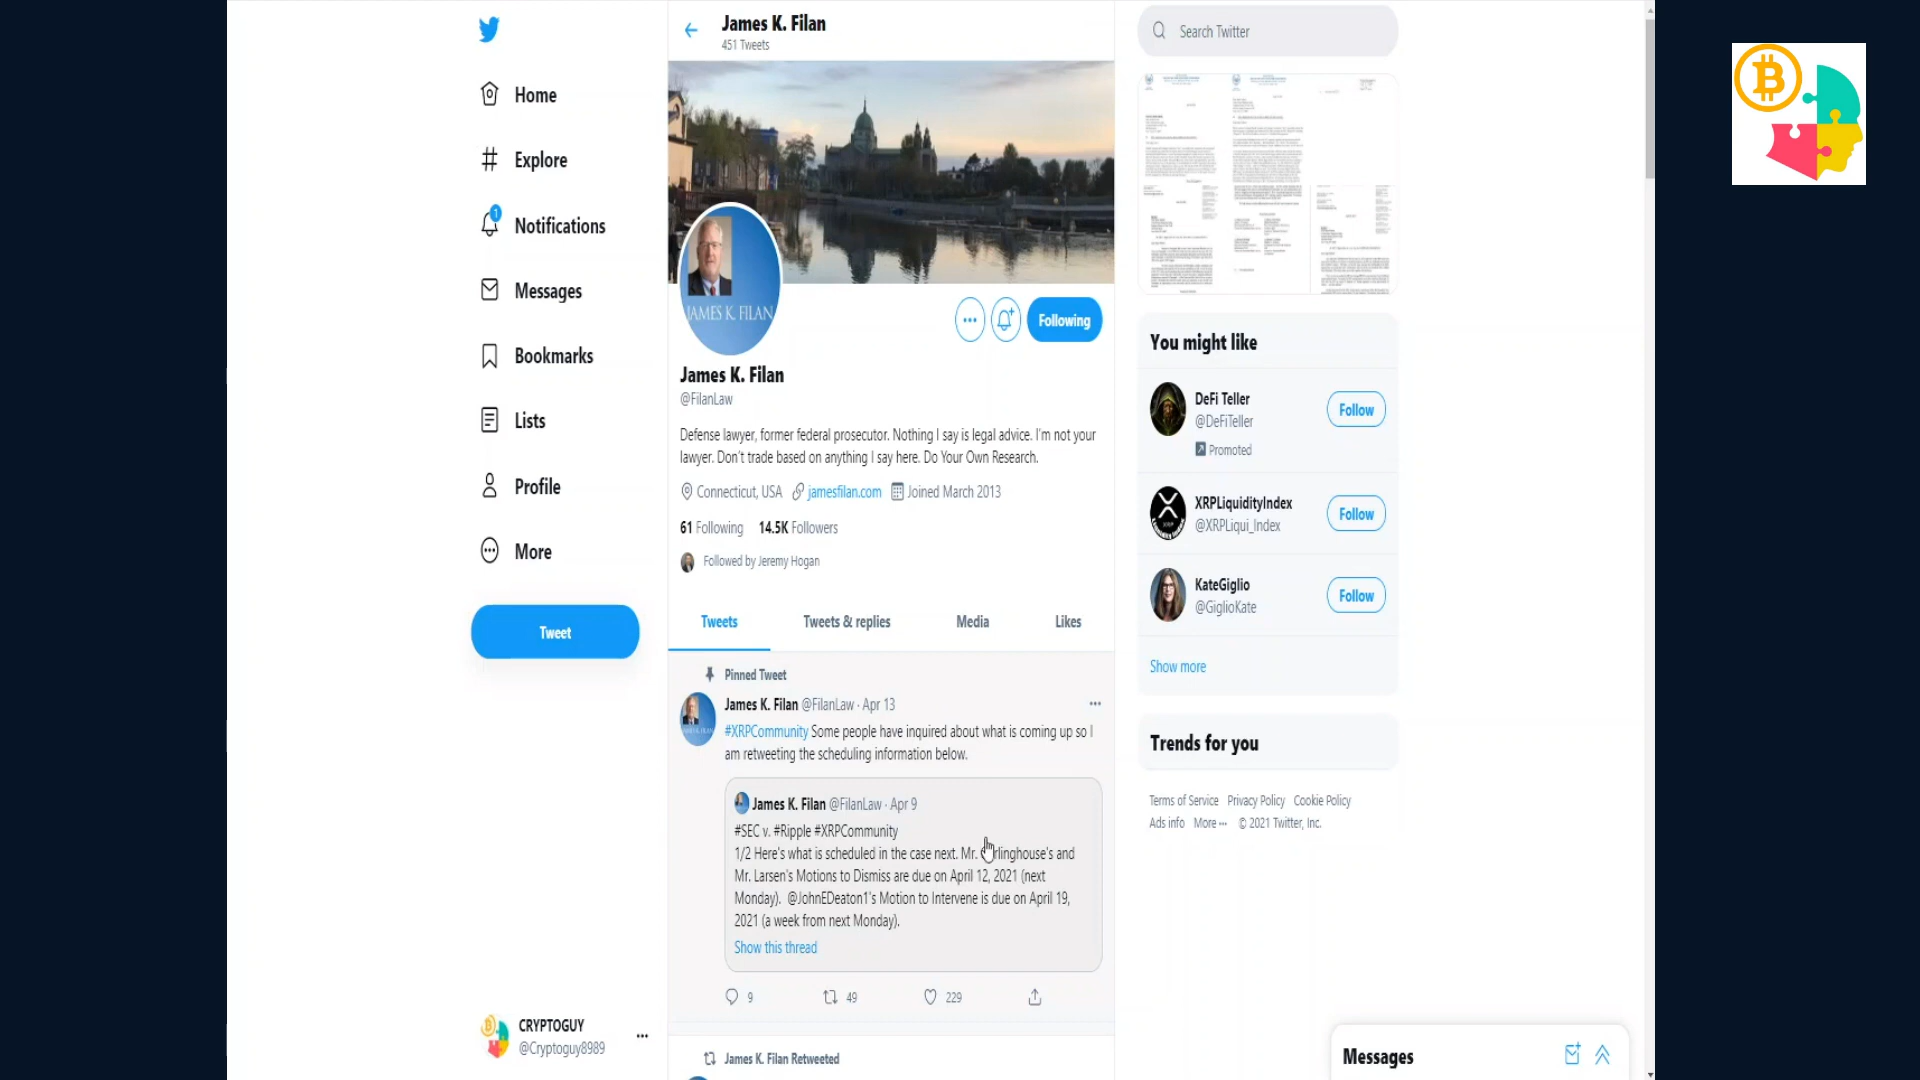 Home
Explore
1
Notifications
Messages
Bookmarks
Lists
Profile
More
Tweet
CRYPTOGUY
@Cryptoguy8989
James K. Filan
451 Tweets
JAMES K. FILAN
Following
James K. Filan
@FilanLaw
Defense lawyer, former federal prosecutor. Nothing I say is legal advice. I'm not your
lawyer. Don't trade based on anything I say here. Do Your Own Research.
Connecticut, USA jamesfilan.com Joined March 2013
61 Following 14.5K Followers
Followed by Jeremy Hogan
Tweets Tweets & replies Media Likes
Pinned Tweet
James K. Filan @FilanLaw · Apr 13
#XRPCommunity Some people have inquired about what is coming up so I
am retweeting the scheduling information below.
James K. Filan @FilanLaw · Apr 9
#SEC v. #Ripple #XRPCommunity
1/2 Here's what is scheduled in the case next. Mr. rlinghouse's and
Mr. Larsen's Motions to Dismiss are due on April 12, 2021 (next
Monday). @JohnEDeaton1's Motion to Intervene is due on April 19,
2021 (a week from next Monday).
Show this thread
9 49 229
James K. Filan Retweeted
Search Twitter
You might like
DeFi Teller
@DeFiTeller
Promoted
Follow
XRPLiquidityIndex
@XRPLiqui_Index
Follow
KateGiglio
@GiglioKate
Follow
Show more
Trends for you
Terms of Service Privacy Policy Cookie Policy
Ads info More ··· © 2021 Twitter, Inc.
Messages